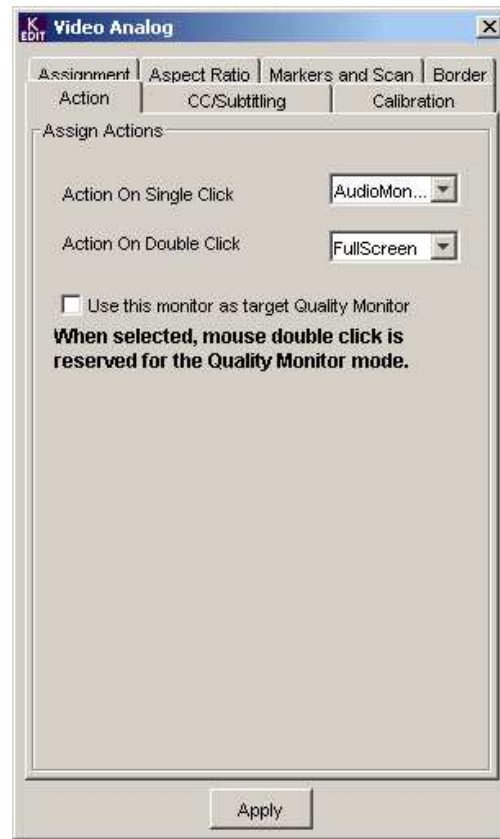 K EDIT Video Analog
Assignment Aspect Ratio Markers and Scan Border
Action CC/Subtitling Calibration
Assign Actions
Action On Single Click AudioMon...
Action On Double Click FullScreen
Use this monitor as target Quality Monitor
When selected, mouse double click is
reserved for the Quality Monitor mode.
Apply